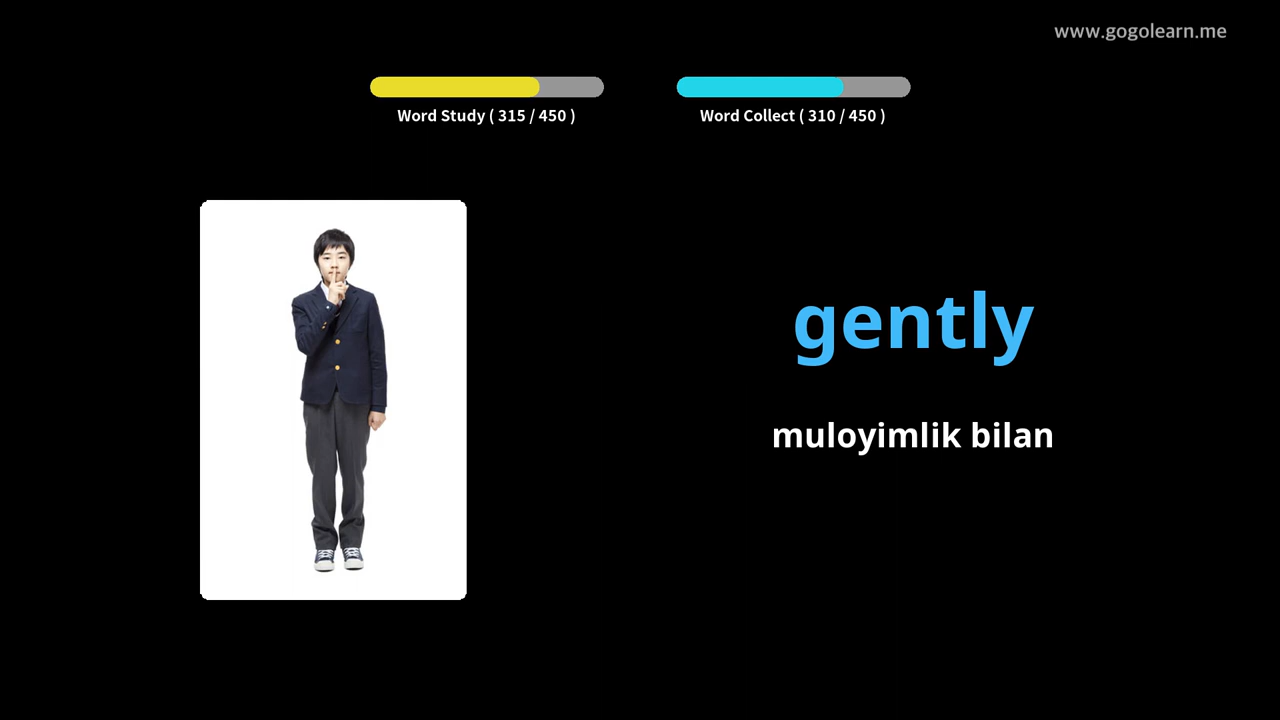 www.gogolearn.me
Word Study ( 315 / 450 )
Word Collect ( 310 / 450 )
gently
muloyimlik bilan